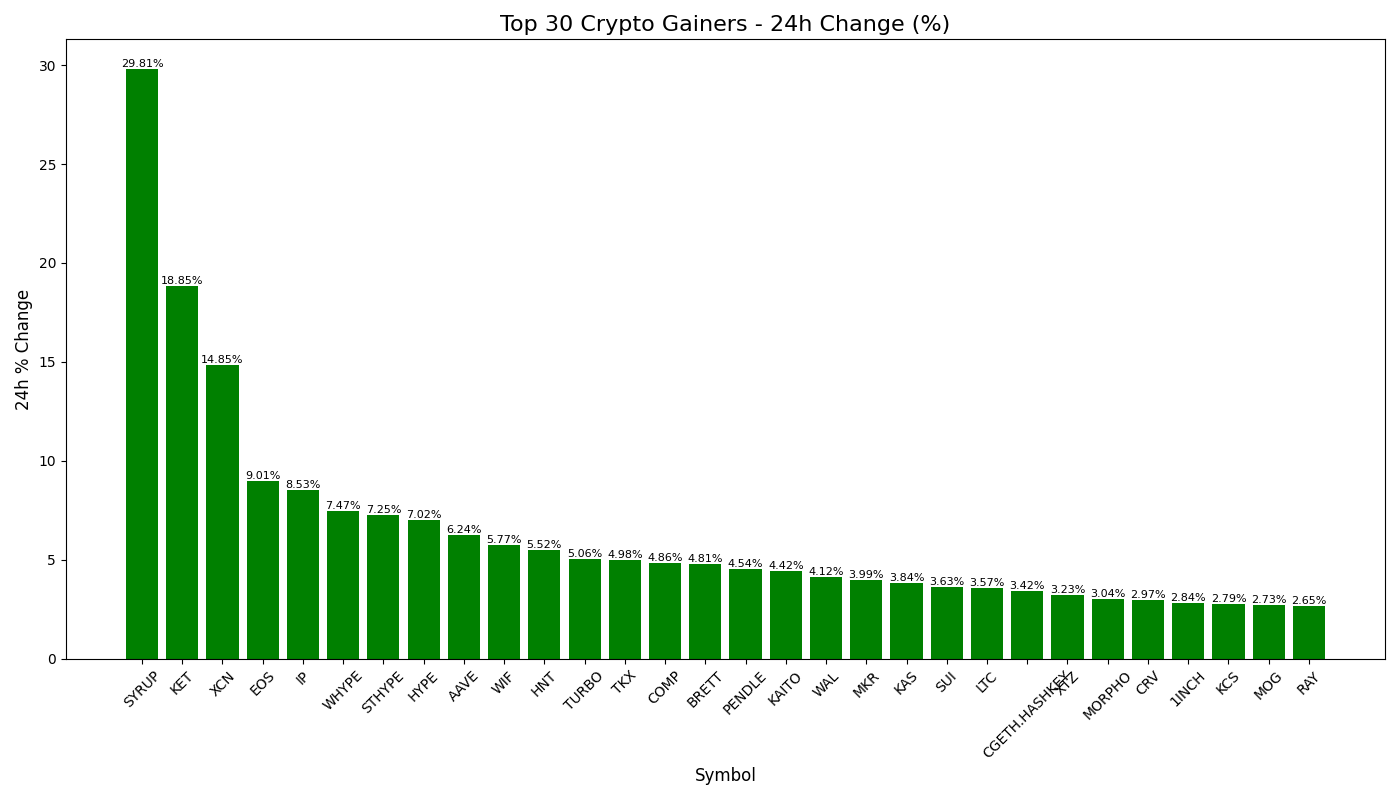 Top 30 Crypto Gainers - 24h Change (%)
24h % Change
30
25
20
15
10
5
0
29.81%
18.85%
14.85%
9.01%
8.53%
7.47%
7.25%
7.02%
6.24%
5.77%
5.52%
5.06%
4.98%
4.86%
4.81%
4.54%
4.42%
4.12%
3.99%
3.84%
3.63%
3.57%
3.42%
3.23%
3.04%
2.97%
2.84%
2.79%
2.73%
2.65%
SYRUP
KET
XCN
EOS
IP
WHYPE
STHYPE
HYPE
AAVE
WIF
HNT
TURBO
TKX
COMP
BRETT
PENDLE
KAITO
WAL
MKR
KAS
SUI
LTC
CGETH.HASHKEY
XTZ
MORPHO
CRV
1INCH
KCS
MOG
RAY
Symbol